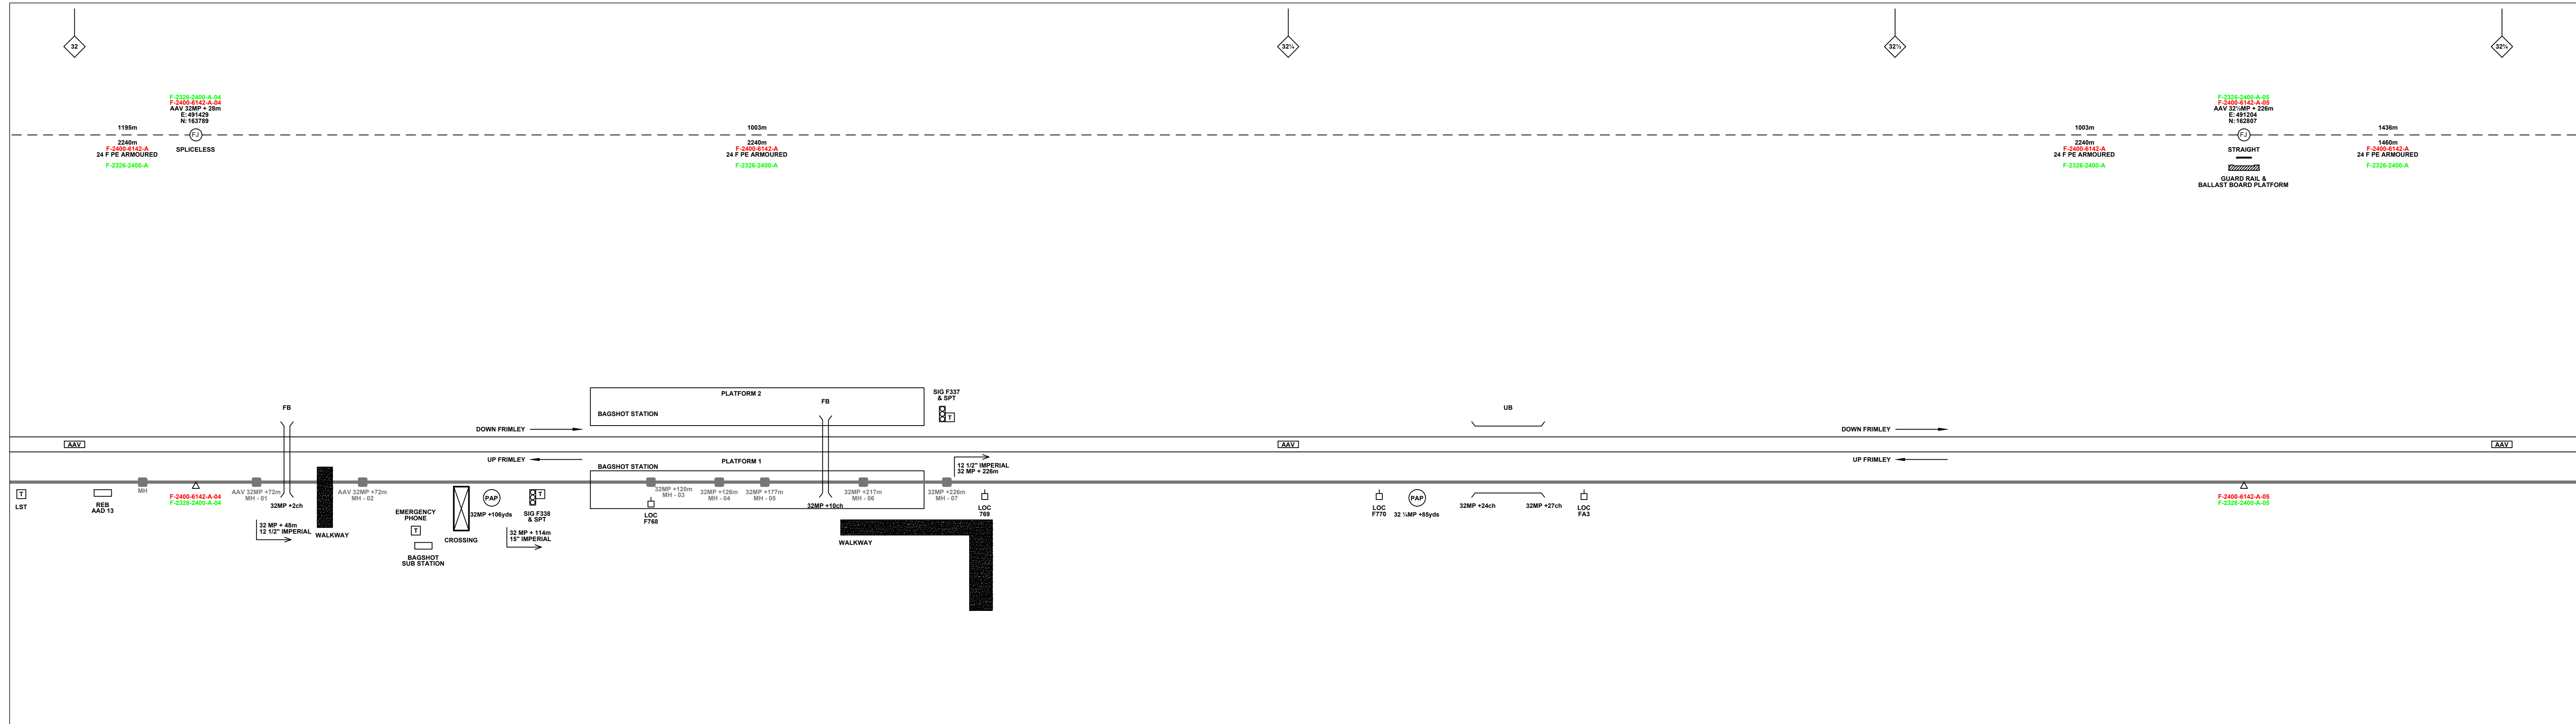 32
32¼
32½
32¾
F-2326-2400-A-04
F-2400-6142-A-04
AAV 32MP + 28m
E: 491429
N: 163789
FJ
SPLICELESS
1195m
2240m
F-2400-6142-A
24 F PE ARMOURED
F-2326-2400-A
1003m
2240m
F-2400-6142-A
24 F PE ARMOURED
F-2326-2400-A
1003m
2240m
F-2400-6142-A
24 F PE ARMOURED
F-2326-2400-A
F-2326-2400-A-05
F-2400-6142-A-05
AAV 32½MP + 226m
E: 491204
N: 162807
FJ
STRAIGHT
GUARD RAIL &
BALLAST BOARD PLATFORM
1436m
1460m
F-2400-6142-A
24 F PE ARMOURED
F-2326-2400-A
PLATFORM 2
BAGSHOT STATION
FB
FB
SIG F337
& SPT
T
UB
DOWN FRIMLEY
DOWN FRIMLEY
AAV
AAV
AAV
UP FRIMLEY
UP FRIMLEY
PLATFORM 1
BAGSHOT STATION
12 1/2" IMPERIAL
32 MP + 226m
T
LST
REB
AAD 13
MH
F-2400-6142-A-04
F-2326-2400-A-04
AAV 32MP +72m
MH - 01
32MP +2ch
32 MP + 48m
12 1/2" IMPERIAL
WALKWAY
AAV 32MP +72m
MH - 02
EMERGENCY
PHONE
T
BAGSHOT
SUB STATION
CROSSING
PAP
32MP +106yds
T
SIG F338
& SPT
32 MP + 114m
15" IMPERIAL
32MP +120m
MH - 03
LOC
F768
32MP +126m
MH - 04
32MP +177m
MH - 05
32MP +10ch
32MP +217m
MH - 06
32MP +226m
MH - 07
LOC
769
WALKWAY
LOC
F770
PAP
32 ¼MP +85yds
32MP +24ch
32MP +27ch
LOC
FA3
F-2400-6142-A-05
F-2326-2400-A-05